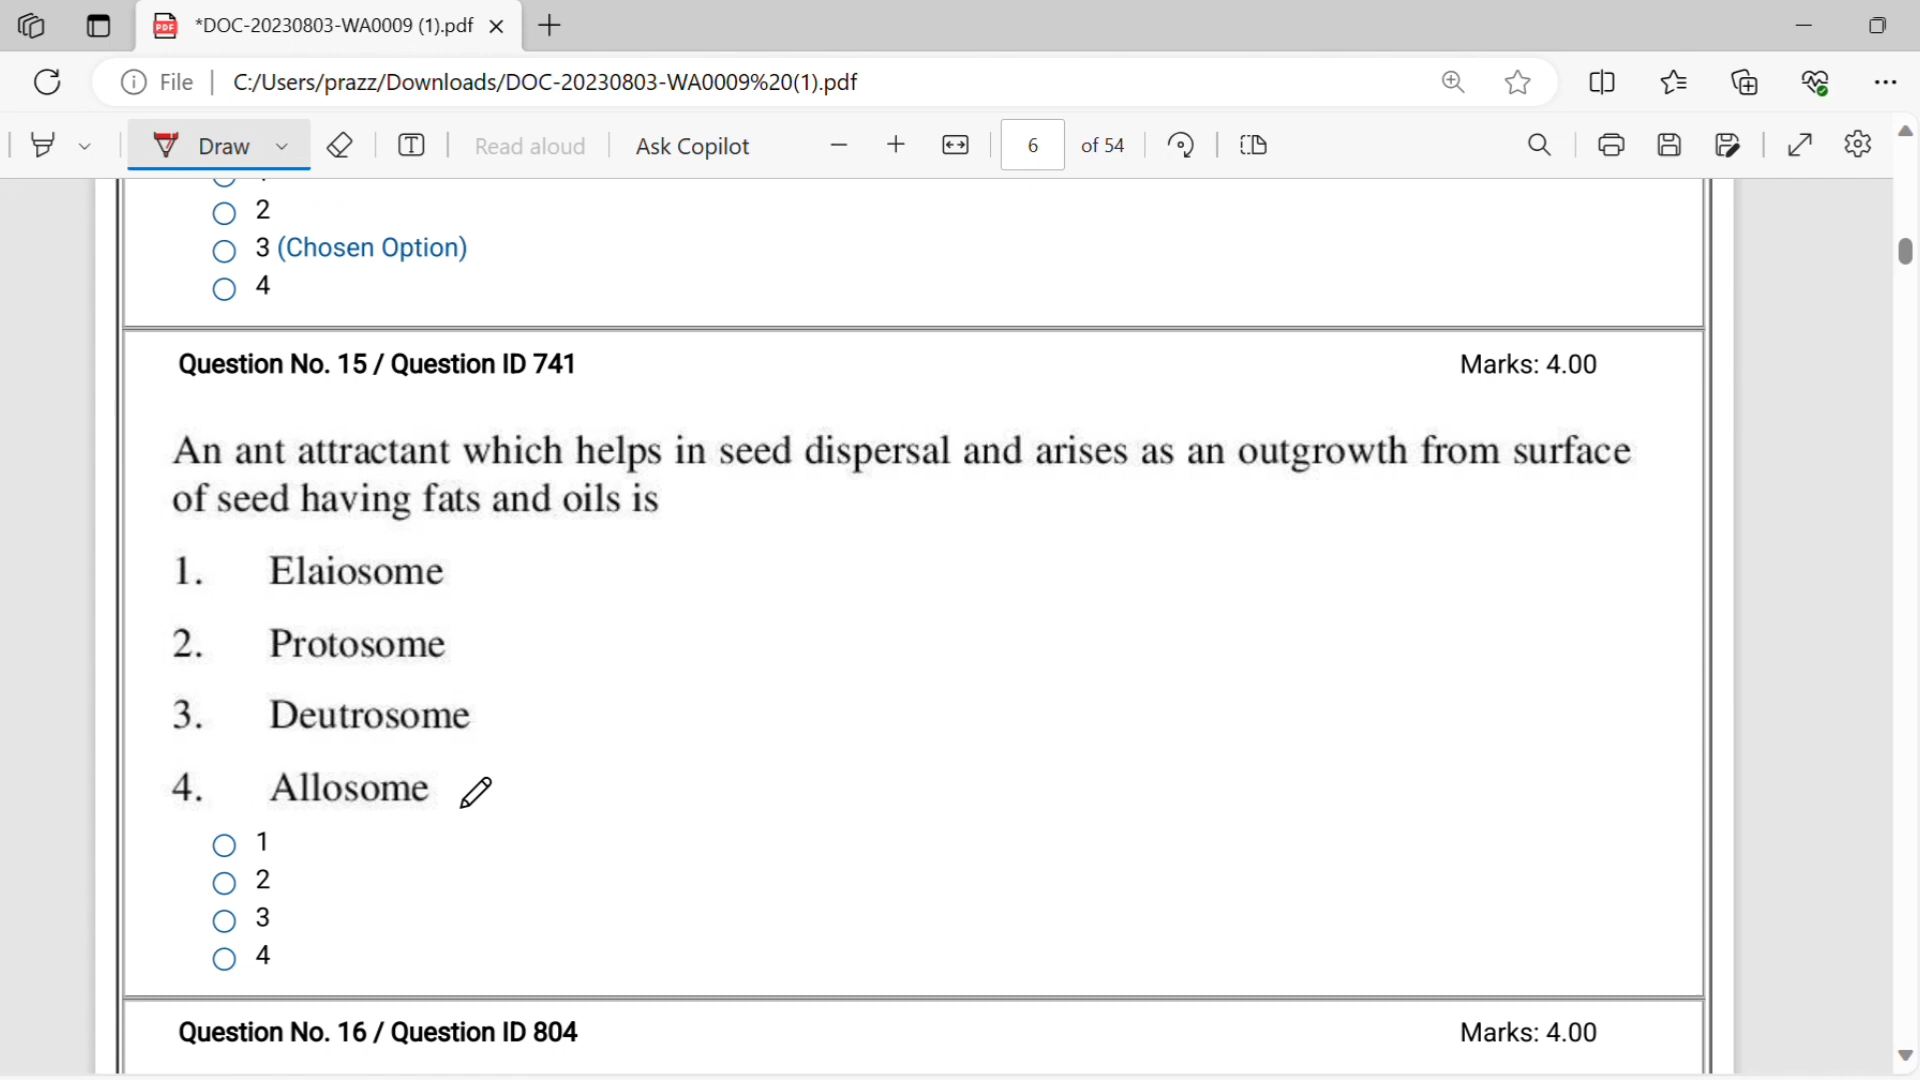 *DOC-20230803-WA0009 (1).pdf
File
C:/Users/prazz/Downloads/DOC-20230803-WA0009%20(1).pdf
Draw
Read aloud
Ask Copilot
6 of 54
2
3 (Chosen Option)
4
Question No. 15 / Question ID 741 Marks: 4.00
An ant attractant which helps in seed dispersal and arises as an outgrowth from surface
of seed having fats and oils is
1. Elaiosome
2. Protosome
3. Deutrosome
4. Allosome
1
2
3
4
Question No. 16 / Question ID 804 Marks: 4.00